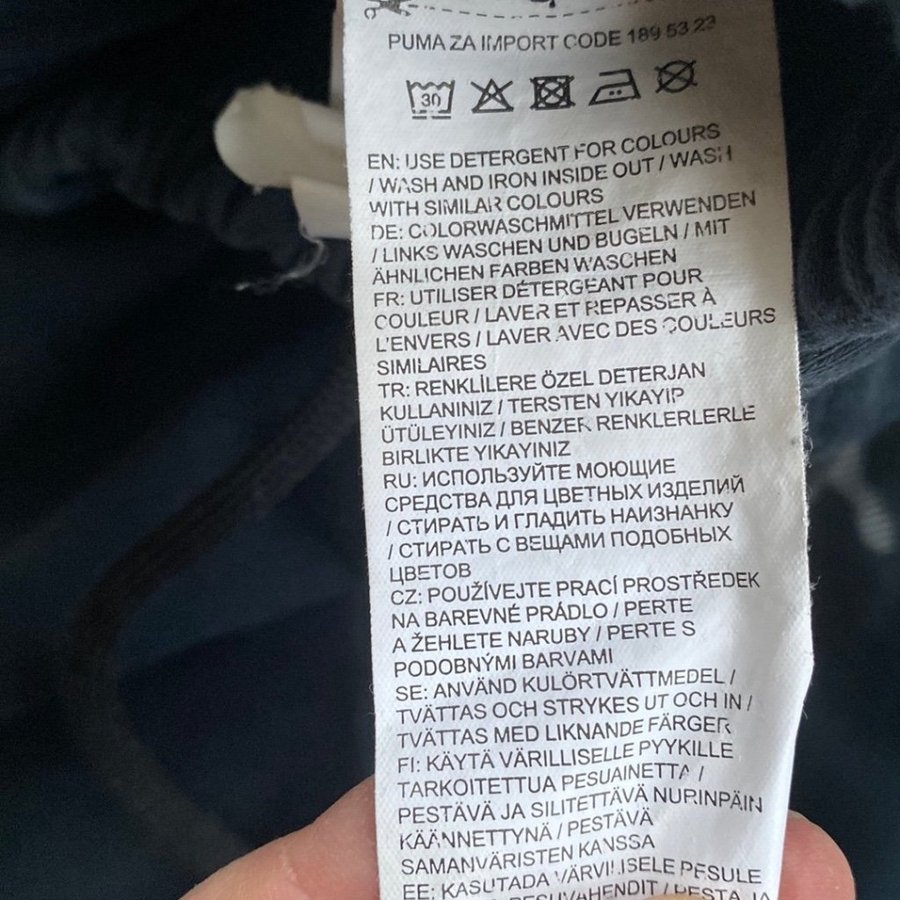 PUMA ZA IMPORT CODE 189 53 23
30
EN: USE DETERGENT FOR COLOURS
/ WASH AND IRON INSIDE OUT / WASH
WITH SIMILAR COLOURS
DE: COLORWASCHMITTEL VERWENDEN
/ LINKS WASCHEN UND BUGELN / MIT
ÄHNLICHEN FARBEN WASCHEN
FR: UTILISER DÉTERGEANT POUR
COULEUR / LAVER ET REPASSER À
L'ENVERS / LAVER AVEC DES COULEURS
SIMILAIRES
TR: RENKLİLERE ÖZEL DETERJAN
KULLANINIZ / TERSTEN YIKAYIP
ÜTÜLEYINIZ / BENZER RENKLERLERLE
BIRLIKTE YIKAYINIZ
RU: ИСПОЛЬЗУЙТЕ МОЮЩИЕ
СРЕДСТВА ДЛЯ ЦВЕТНЫХ ИЗДЕЛИЙ
/ СТИРАТЬ И ГЛАДИТЬ НАИЗНАНКУ
/ СТИРАТЬ С ВЕЩАМИ ПОДОБНЫХ
ЦВЕТОВ
CZ: POUŽÍVEJTE PRACÍ PROSTŘEDEK
NA BAREVNÉ PRÁDLO / PERTE
A ŽEHLETE NARUBY / PERTE S
PODOBNÝMI BARVAMI
SE: ANVÄND KULÖRTVÄTTMEDEL /
TVÄTTAS OCH STRYKES UT OCH IN /
TVÄTTAS MED LIKNANDE FÄRGER
FI: KÄYTÄ VÄRILLISELLE PYYKILLE
TARKOITETTUA PESUAINETTA /
PESTÄVÄ JA SILITETTÄVÄ NURINPÄIN
KÄÄNNETTYNÄ / PESTÄVÄ
SAMANVÄRISTEN KANSSA
EE: KASUTADA VÄRVILISELE PESULE
PESUVAHENDIT / PESTA JA